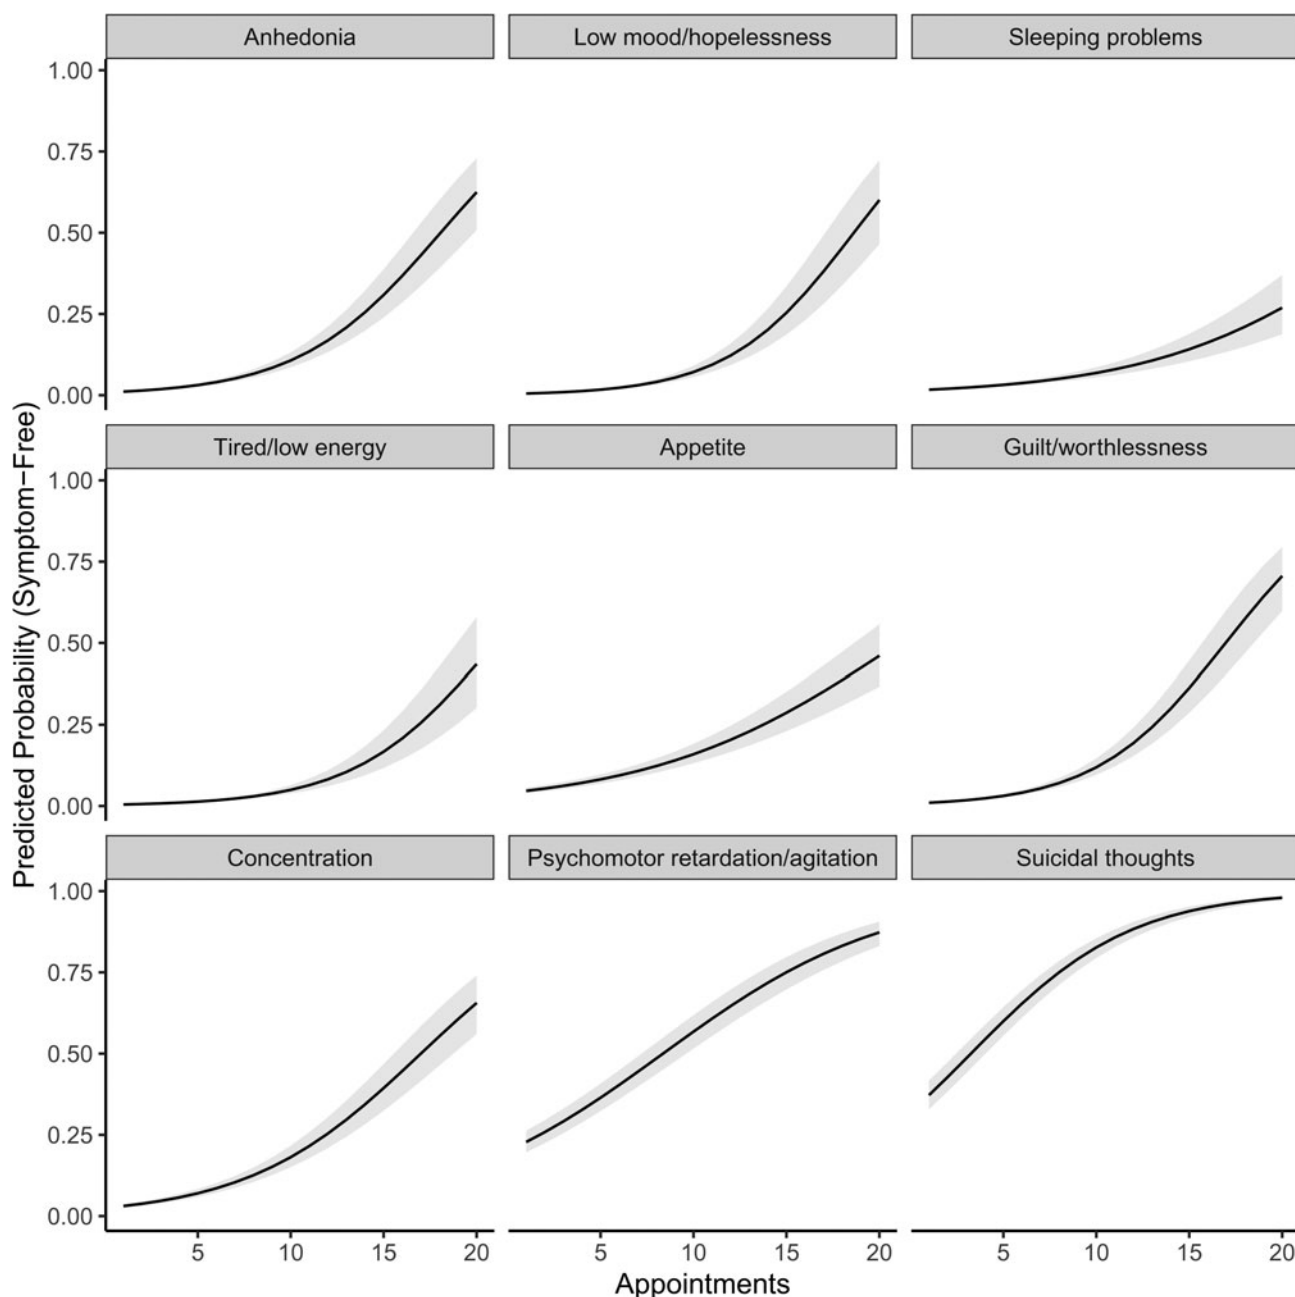 Anhedonia
Low mood/hopelessness
Sleeping problems
1.00
0.75
0.50
0.25
0.00
Tired/low energy
Appetite
Guilt/worthlessness
1.00
0.75
0.50
0.25
0.00
Predicted Probability (Symptom−Free)
Concentration
Psychomotor retardation/agitation
Suicidal thoughts
1.00
0.75
0.50
0.25
0.00
5 10 15 20
5 10 15 20
5 10 15 20
Appointments